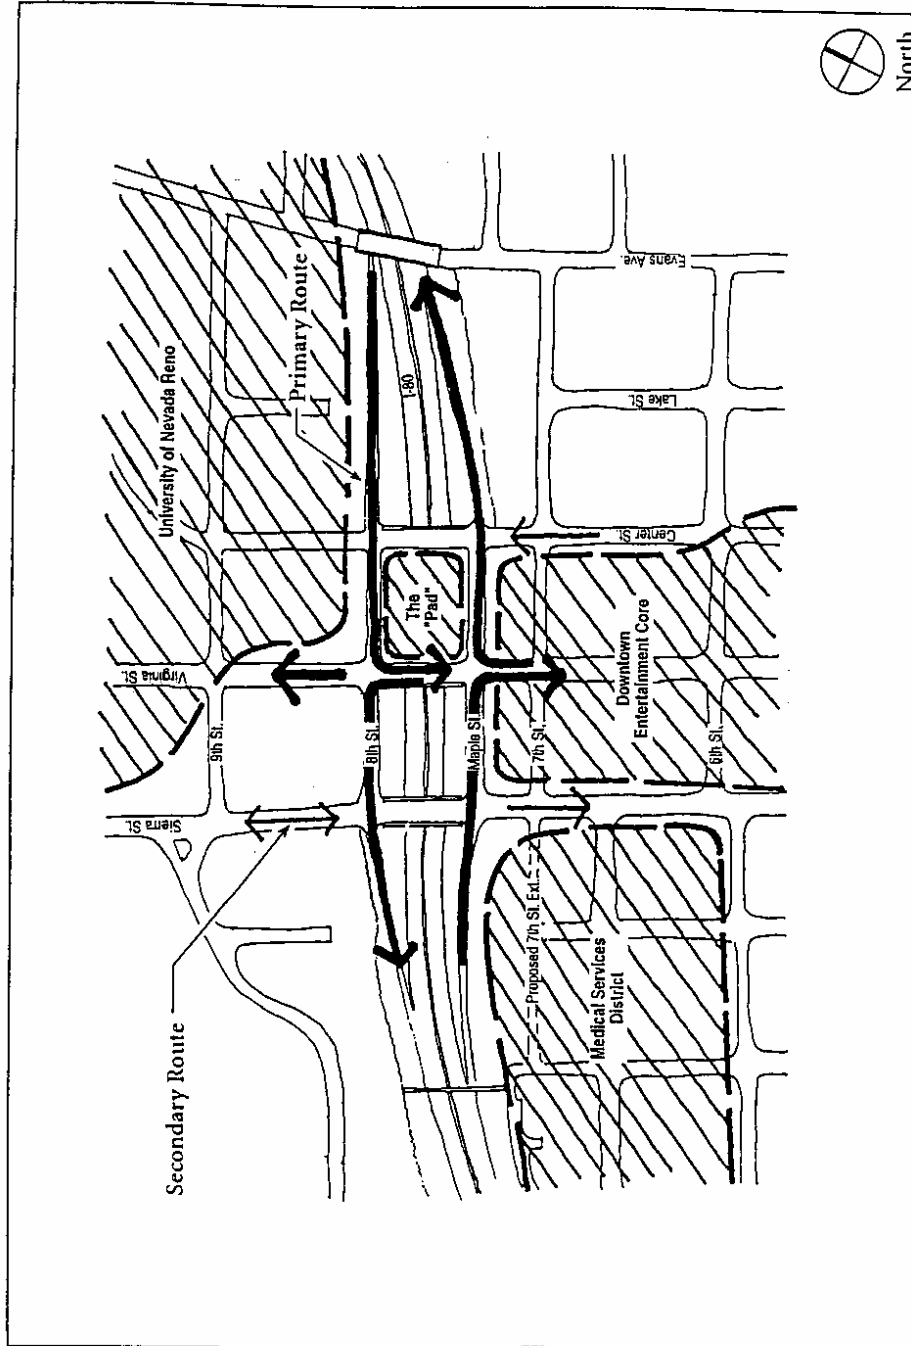 North
University of Nevada Reno
Primary Route
I-80
Evans Ave.
Lake St.
Center St.
The
"Pad"
Virginia St.
9th St.
8th St.
Maple St.
7th St.
6th St.
Downtown
Entertainment Core
Sierra St.
Proposed 7th St. Ext.
Medical Services
District
Secondary Route